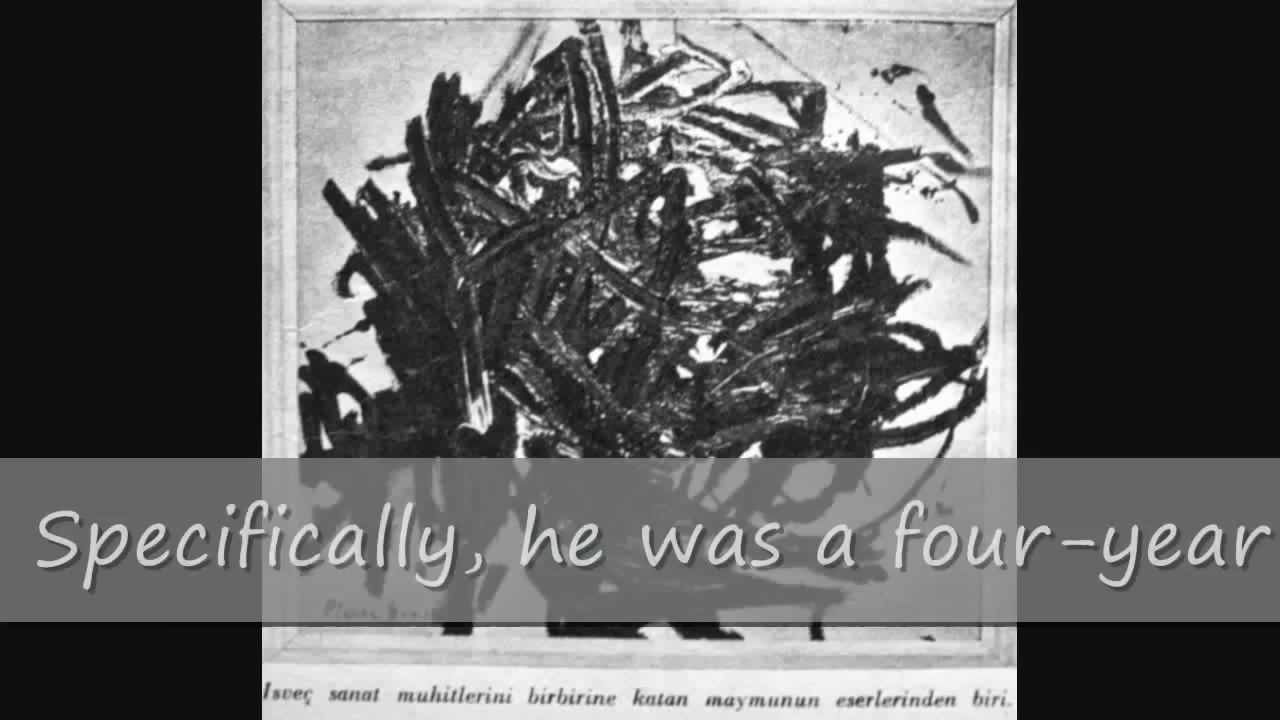 Specifically, he was a four-year
Isveç sanat muhitlerini birbirine katan maymunun eserlerinden biri.